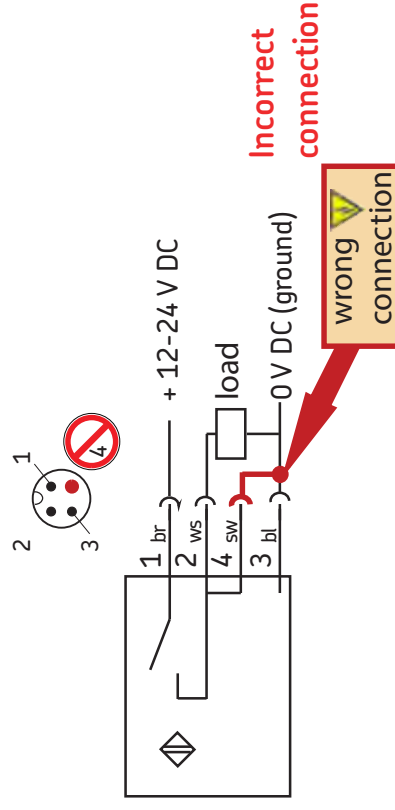 2
1
4
3
1 br
+ 12-24 V DC
2 ws
load
4 sw
3 bl
0 V DC (ground)
Incorrect
connection
wrong
connection